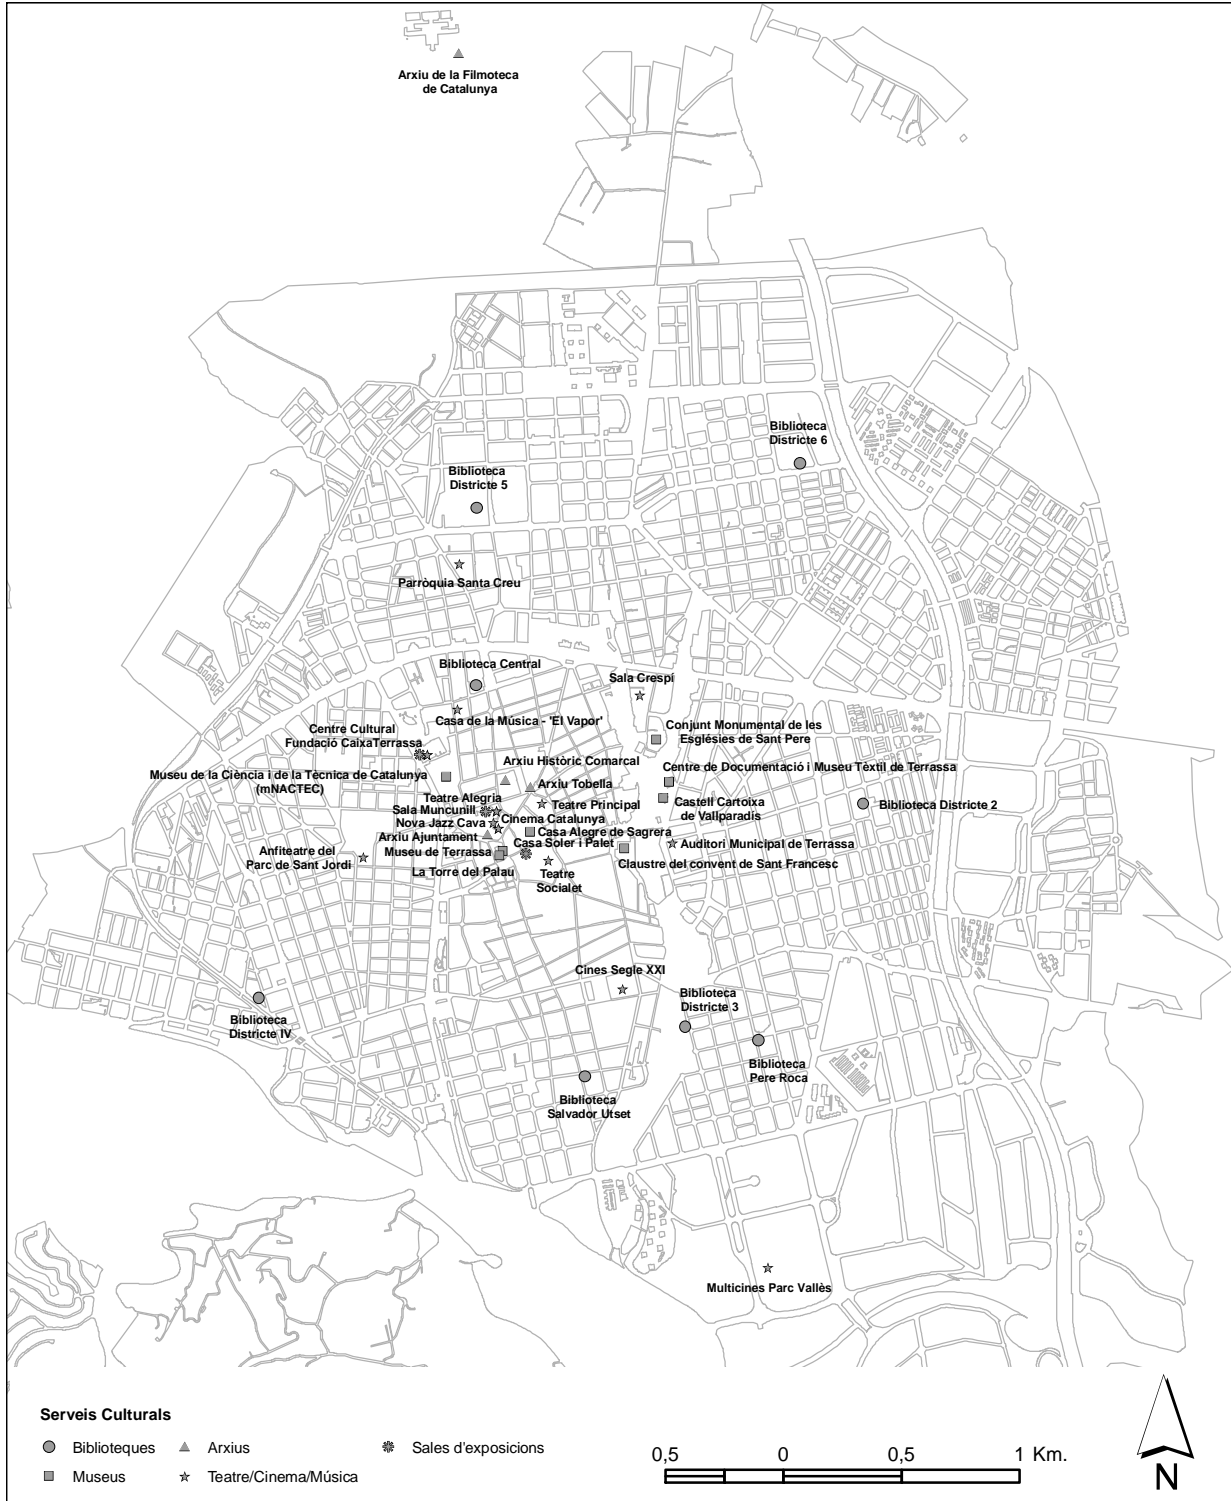 Arxiu de la Filmoteca
de Catalunya
Biblioteca
Districte 6
Biblioteca
Districte 5
Parròquia Santa Creu
Biblioteca Central
Sala Crespi
Casa de la Música - 'El Vapor'
Centre Cultural
Fundació CaixaTerrassa
Conjunt Monumental de les
Esglésies de Sant Pere
Arxiu Històric Comarcal
Centre de Documentació i Museu Tèxtil de Terrassa
Museu de la Ciència i de la Tècnica de Catalunya
(mNACTEC)
Arxiu Tobella
Teatre Alegria
Teatre Principal
Castell Cartoixa
de Vallparadís
Biblioteca Districte 2
Sala Muncunill
Nova Jazz Cava
Cinema Catalunya
Arxiu Ajuntament
Casa Alegre de Sagrera
Casa Soler i Palet
Auditori Municipal de Terrassa
Anfiteatre del
Parc de Sant Jordi
Museu de Terrassa
Claustre del convent de Sant Francesc
La Torre del Palau
Teatre
Socialet
Cines Segle XXI
Biblioteca
Districte 3
Biblioteca
Districte IV
Biblioteca
Pere Roca
Biblioteca
Salvador Utset
Multicines Parc Vallès
Serveis Culturals
Biblioteques
Arxius
Sales d'exposicions
Museus
Teatre/Cinema/Música
0,5 0 0,5 1 Km.
N